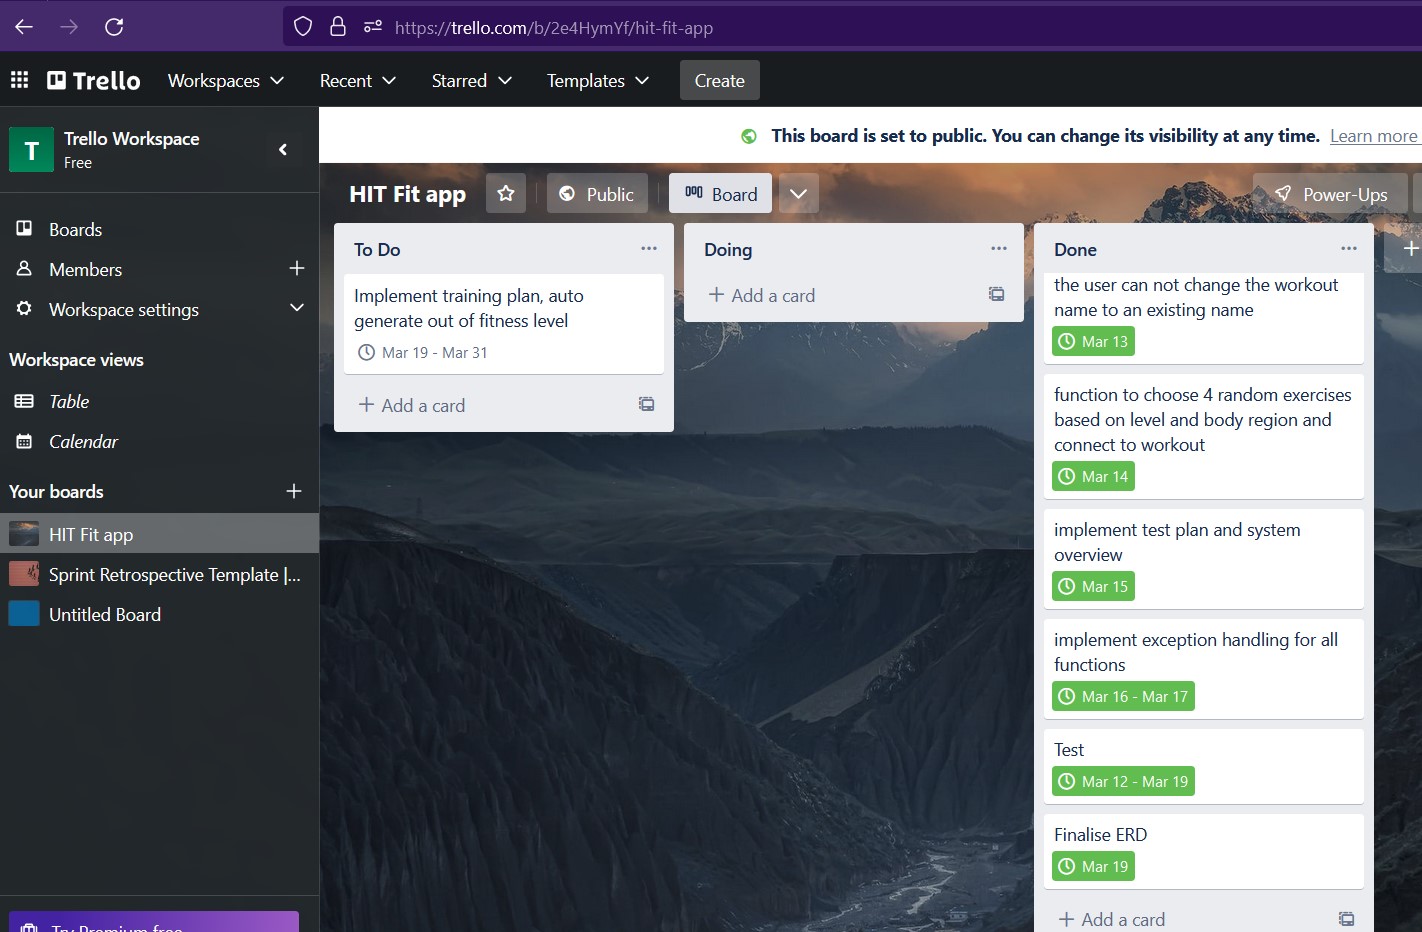 https://trello.com/b/2e4HymYf/hit-fit-app
Trello
Workspaces
Recent
Starred
Templates
Create
T
Trello Workspace
Free
This board is set to public. You can change its visibility at any time. Learn more
HIT Fit app
Public
Board
Power-Ups
Boards
Members
Workspace settings
Workspace views
Table
Calendar
Your boards
HIT Fit app
Sprint Retrospective Template |...
Untitled Board
Try Premium free
To Do
Implement training plan, auto
generate out of fitness level
Mar 19 - Mar 31
+ Add a card
Doing
+ Add a card
Done
the user can not change the workout
name to an existing name
Mar 13
function to choose 4 random exercises
based on level and body region and
connect to workout
Mar 14
implement test plan and system
overview
Mar 15
implement exception handling for all
functions
Mar 16 - Mar 17
Test
Mar 12 - Mar 19
Finalise ERD
Mar 19
+ Add a card